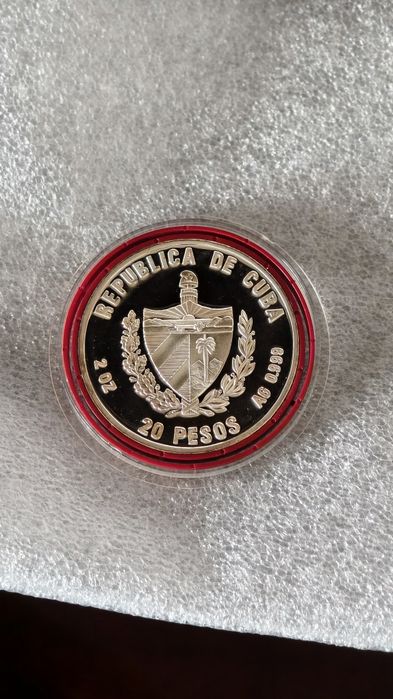 REPUBLICA DE CUBA
2 OZ
AG 0.999
20 PESOS